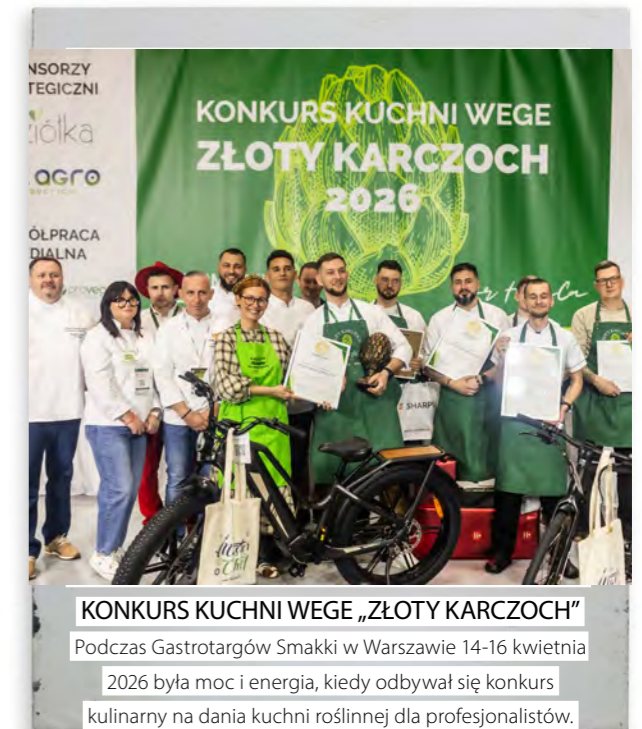 NSORZY
TEGICZNI
KONKURS KUCHNI WEGE
ZŁOTY KARCZOCH
2026
agro
ÓŁPRACA
DIALNA
proveg
SHARP
KONKURS KUCHNI WEGE „ZŁOTY KARCZOCH”
Podczas Gastrotargów Smakki w Warszawie 14-16 kwietnia
2026 była moc i energia, kiedy odbywał się konkurs
kulinarny na dania kuchni roślinnej dla profesjonalistów.